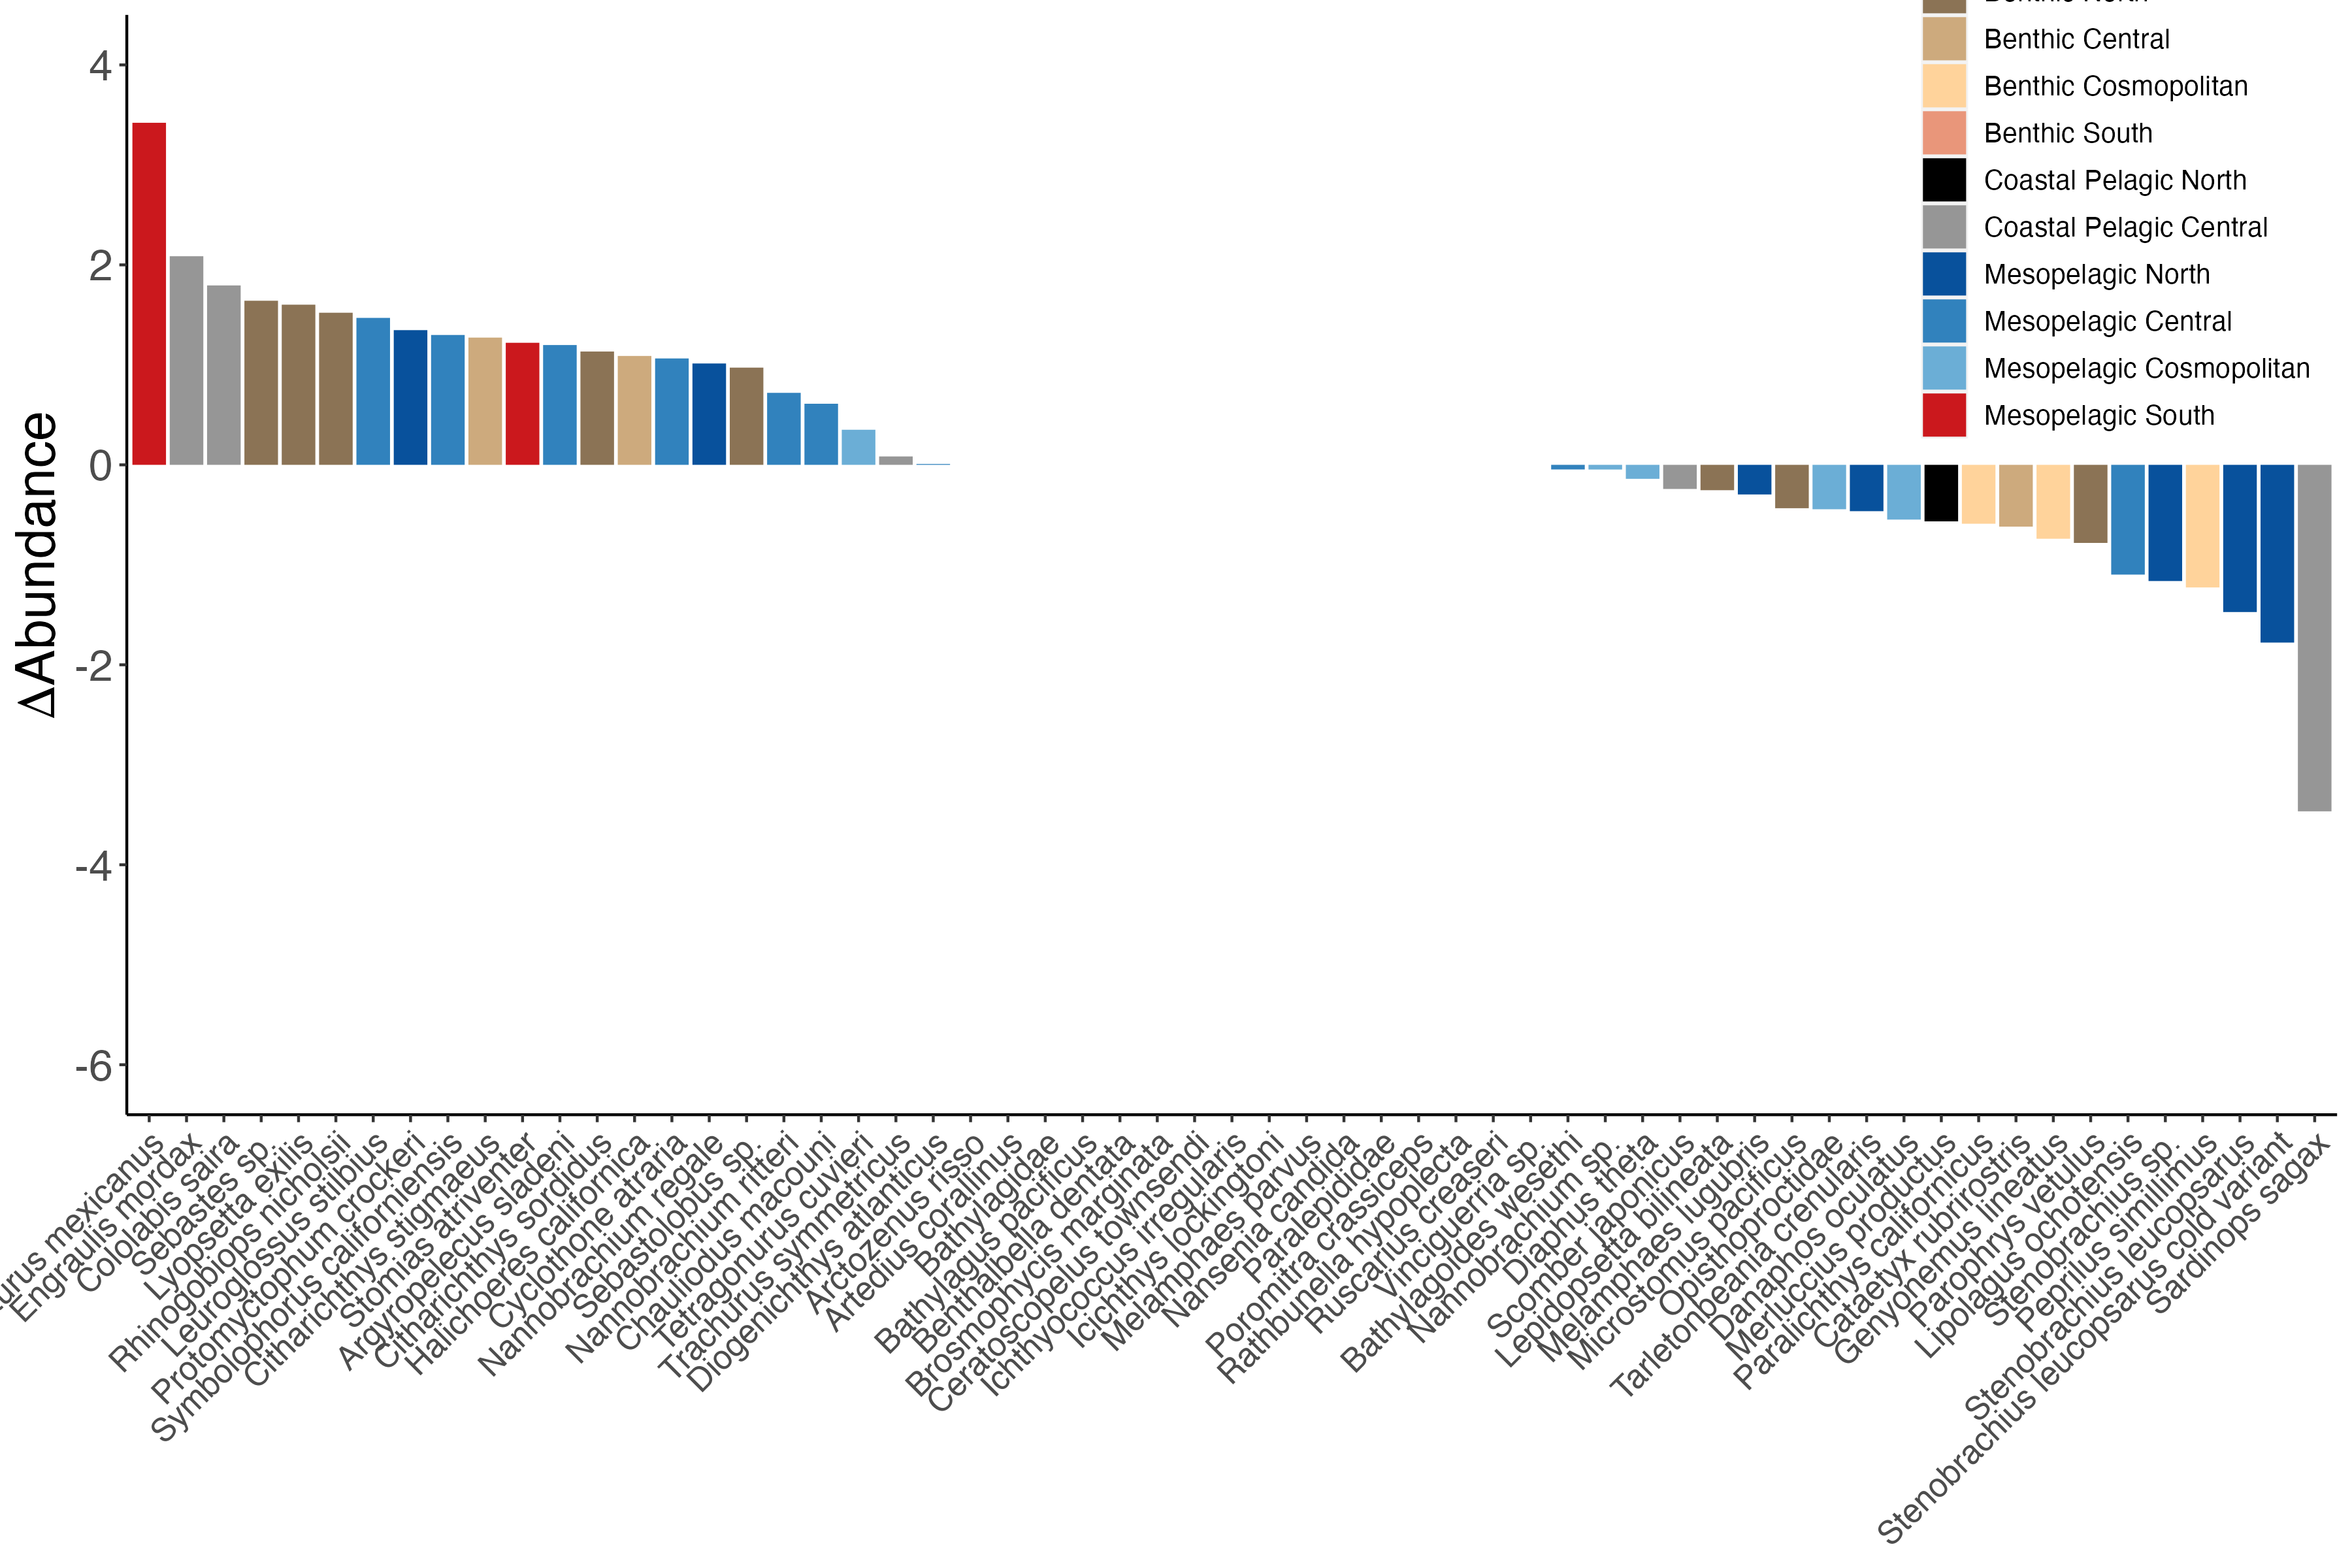 Benthic North
Benthic Central
Benthic Cosmopolitan
Benthic South
Coastal Pelagic North
Coastal Pelagic Central
Mesopelagic North
Mesopelagic Central
Mesopelagic Cosmopolitan
Mesopelagic South
ΔAbundance
4
2
0
-2
-4
-6
urus mexicanus
Engraulis mordax
Cololabis saira
Sebastes sp.
Lyopsetta exilis
Rhinogobiops nicholsii
Leuroglossus stilbius
Protomyctophum crockeri
Symbolophorus californiensis
Citharichthys stigmaeus
Stomias atriventer
Argyropelecus sladeni
Citharichthys sordidus
Halichoeres californica
Cyclothone atraria
Nannobrachium regale
Sebastolobus sp.
Nannobrachium ritteri
Chauliodus macouni
Tetragonurus cuvieri
Trachurus symmetricus
Diogenichthys atlanticus
Arctozenus risso
Artedius corallinus
Bathylagidae
Bathylagus pacificus
Benthalbella dentata
Brosmophycis marginata
Ceratoscopelus townsendi
Ichthyococcus irregularis
Icichthys lockingtoni
Melamphaes parvus
Nansenia candida
Paralepididae
Poromitra crassiceps
Rathbunella hypoplecta
Ruscarius creaseri
Vinciguerria sp.
Bathylagoides wesethi
Nannobrachium sp.
Diaphus theta
Scomber japonicus
Lepidopsetta bilineata
Melamphaes lugubris
Microstomus pacificus
Opisthoproctidae
Tarletonbeania crenularis
Danaphos oculatus
Merluccius productus
Paralichthys californicus
Cataetyx rubrirostris
Genyonemus lineatus
Parophrys vetulus
Lipolagus ochotensis
Stenobrachius sp.
Peprilus simillimus
Stenobrachius leucopsarus
Stenobrachius leucopsarus cold variant
Sardinops sagax